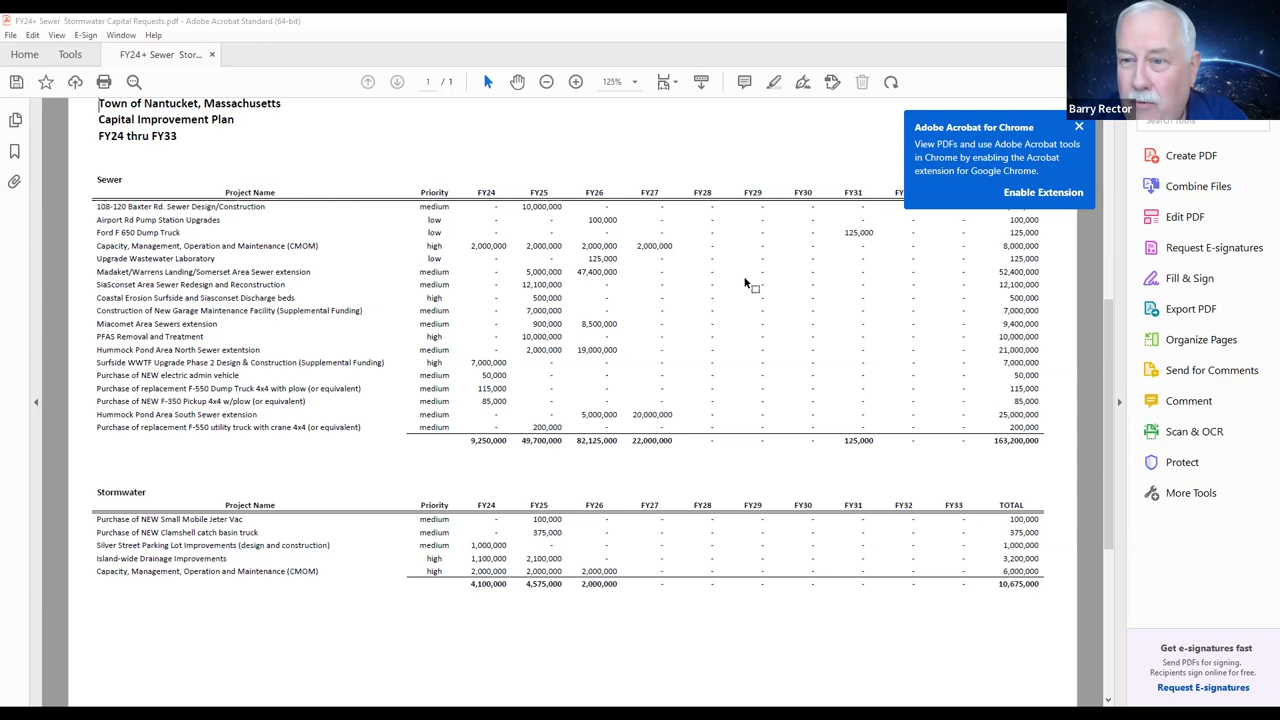 FY24+ Sewer Stormwater Capital Requests.pdf - Adobe Acrobat Standard (64-bit)
File Edit View E-Sign Window Help
Home Tools FY24+ Sewer Stor... ×
1 / 1 125%
Barry Rector
Town of Nantucket, Massachusetts
Capital Improvement Plan
FY24 thru FY33
Adobe Acrobat for Chrome
View PDFs and use Adobe Acrobat tools
in Chrome by enabling the Acrobat
extension for Google Chrome.
Enable Extension
Sewer
Project Name Priority FY24 FY25 FY26 FY27 FY28 FY29 FY30 FY31
108-120 Baxter Rd. Sewer Design/Construction medium - 10,000,000 - - - - - -
Airport Rd Pump Station Upgrades low - - 100,000 - - - - - - - 100,000
Ford F 650 Dump Truck low - - - - - - - 125,000 - - 125,000
Capacity, Management, Operation and Maintenance (CMOM) high 2,000,000 2,000,000 2,000,000 2,000,000 - - - - - - 8,000,000
Upgrade Wastewater Laboratory low - - 125,000 - - - - - - - 125,000
Madaket/Warrens Landing/Somerset Area Sewer extension medium - 5,000,000 47,400,000 - - - - - - - 52,400,000
SiaSconset Area Sewer Redesign and Reconstruction medium - 12,100,000 - - - - - - - - 12,100,000
Coastal Erosion Surfside and Siasconset Discharge beds high - 500,000 - - - - - - - - 500,000
Construction of New Garage Maintenance Facility (Supplemental Funding) medium - 7,000,000 - - - - - - - - 7,000,000
Miacomet Area Sewers extension medium - 900,000 8,500,000 - - - - - - - 9,400,000
PFAS Removal and Treatment high - 10,000,000 - - - - - - - - 10,000,000
Hummock Pond Area North Sewer extentsion medium - 2,000,000 19,000,000 - - - - - - - 21,000,000
Surfside WWTF Upgrade Phase 2 Design & Construction (Supplemental Funding) high 7,000,000 - - - - - - - - - 7,000,000
Purchase of NEW electric admin vehicle medium 50,000 - - - - - - - - - 50,000
Purchase of replacement F-550 Dump Truck 4x4 with plow (or equivalent) medium 115,000 - - - - - - - - - 115,000
Purchase of NEW F-350 Pickup 4x4 w/plow (or equivalent) medium 85,000 - - - - - - - - - 85,000
Hummock Pond Area South Sewer extension medium - - 5,000,000 20,000,000 - - - - - - 25,000,000
Purchase of replacement F-550 utility truck with crane 4x4 (or equivalent) medium - 200,000 - - - - - - - - 200,000
9,250,000 49,700,000 82,125,000 22,000,000 - - - 125,000 - - 163,200,000
Stormwater
Project Name Priority FY24 FY25 FY26 FY27 FY28 FY29 FY30 FY31 FY32 FY33 TOTAL
Purchase of NEW Small Mobile Jeter Vac medium - 100,000 - - - - - - - - 100,000
Purchase of NEW Clamshell catch basin truck medium - 375,000 - - - - - - - - 375,000
Silver Street Parking Lot Improvements (design and construction) medium 1,000,000 - - - - - - - - - 1,000,000
Island-wide Drainage Improvements high 1,100,000 2,100,000 - - - - - - - - 3,200,000
Capacity, Management, Operation and Maintenance (CMOM) high 2,000,000 2,000,000 2,000,000 - - - - - - - 6,000,000
4,100,000 4,575,000 2,000,000 - - - - - - - 10,675,000
Search tools
Create PDF
Combine Files
Edit PDF
Request E-signatures
Fill & Sign
Export PDF
Organize Pages
Send for Comments
Comment
Scan & OCR
Protect
More Tools
Get e-signatures fast
Send PDFs for signing.
Recipients sign online for free.
Request E-signatures